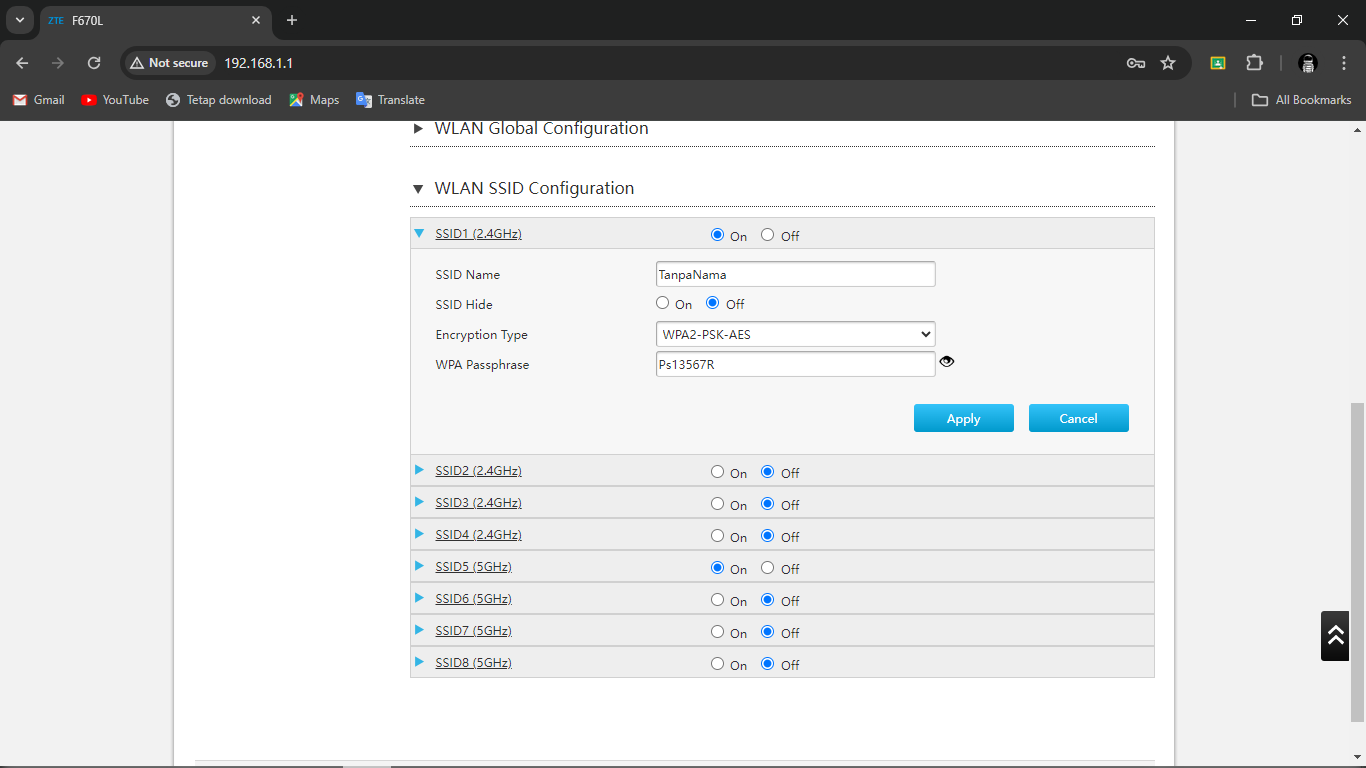 ZTE F670L
Not secure 192.168.1.1
Gmail YouTube Tetap download Maps Translate All Bookmarks
WLAN Global Configuration
WLAN SSID Configuration
SSID1 (2.4GHz) On Off
SSID Name TanpaNama
SSID Hide On Off
Encryption Type WPA2-PSK-AES
WPA Passphrase Ps13567R
Apply Cancel
SSID2 (2.4GHz) On Off
SSID3 (2.4GHz) On Off
SSID4 (2.4GHz) On Off
SSID5 (5GHz) On Off
SSID6 (5GHz) On Off
SSID7 (5GHz) On Off
SSID8 (5GHz) On Off